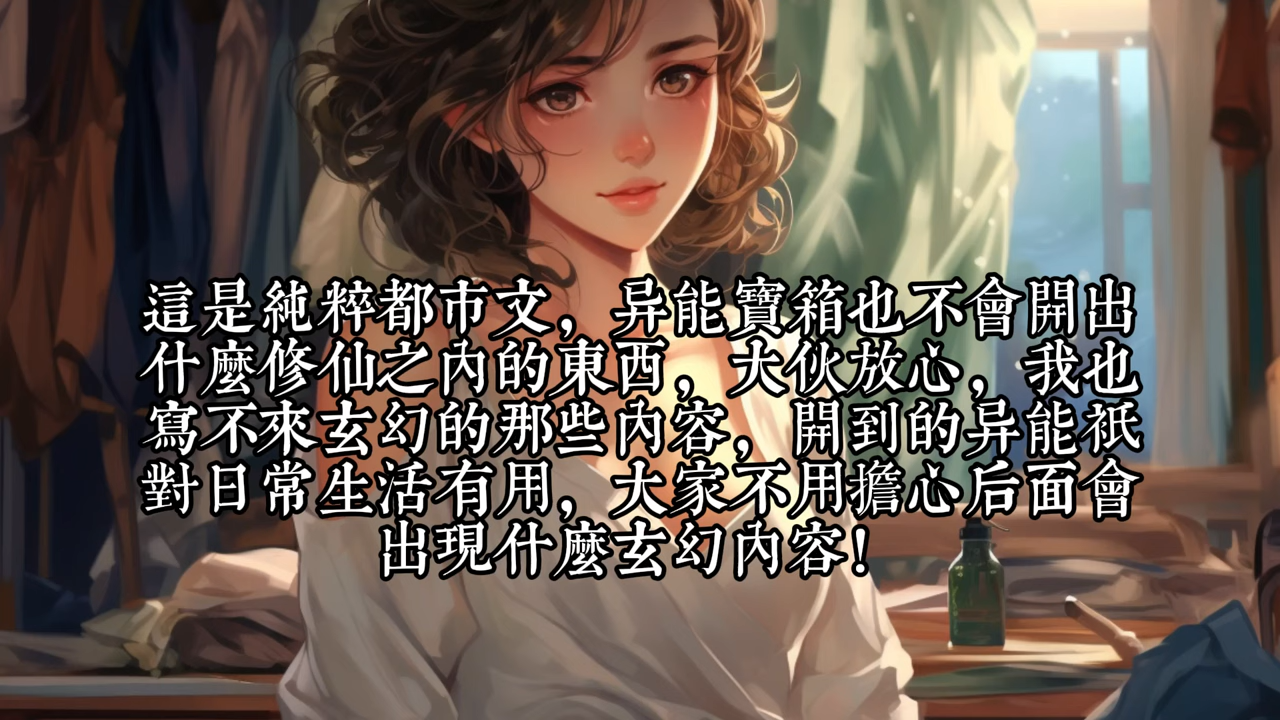 這是純粹都市文，异能寶箱也不會開出
什麼修仙之內的東西，大伙放心，我也
寫不來玄幻的那些內容，開到的异能衹
對日常生活有用，大家不用擔心后面會
出現什麼玄幻內容！